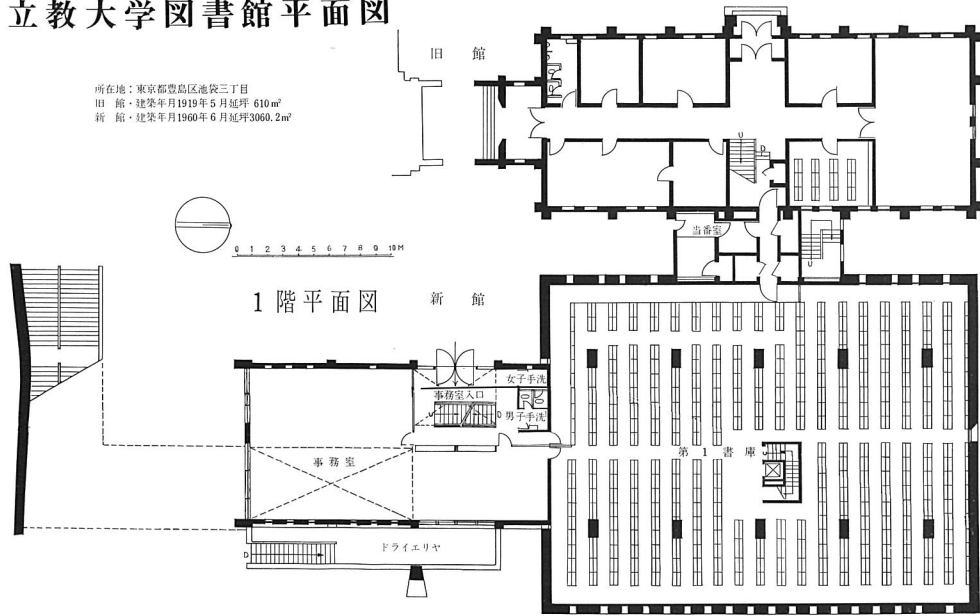 立教大学図書館平面図
所在地：東京都豊島区池袋三丁目
旧　館・建築年月1919年5月延坪 610㎡
新　館・建築年月1960年6月延坪3060.2㎡
旧　館
U
D
当番室
U
0 1 2 3 4 5 6 7 8 9 10M
1階平面図
新　館
女子手洗
事務室入口
U
D
男子手洗
事務室
第1書庫
ドライエリヤ
D